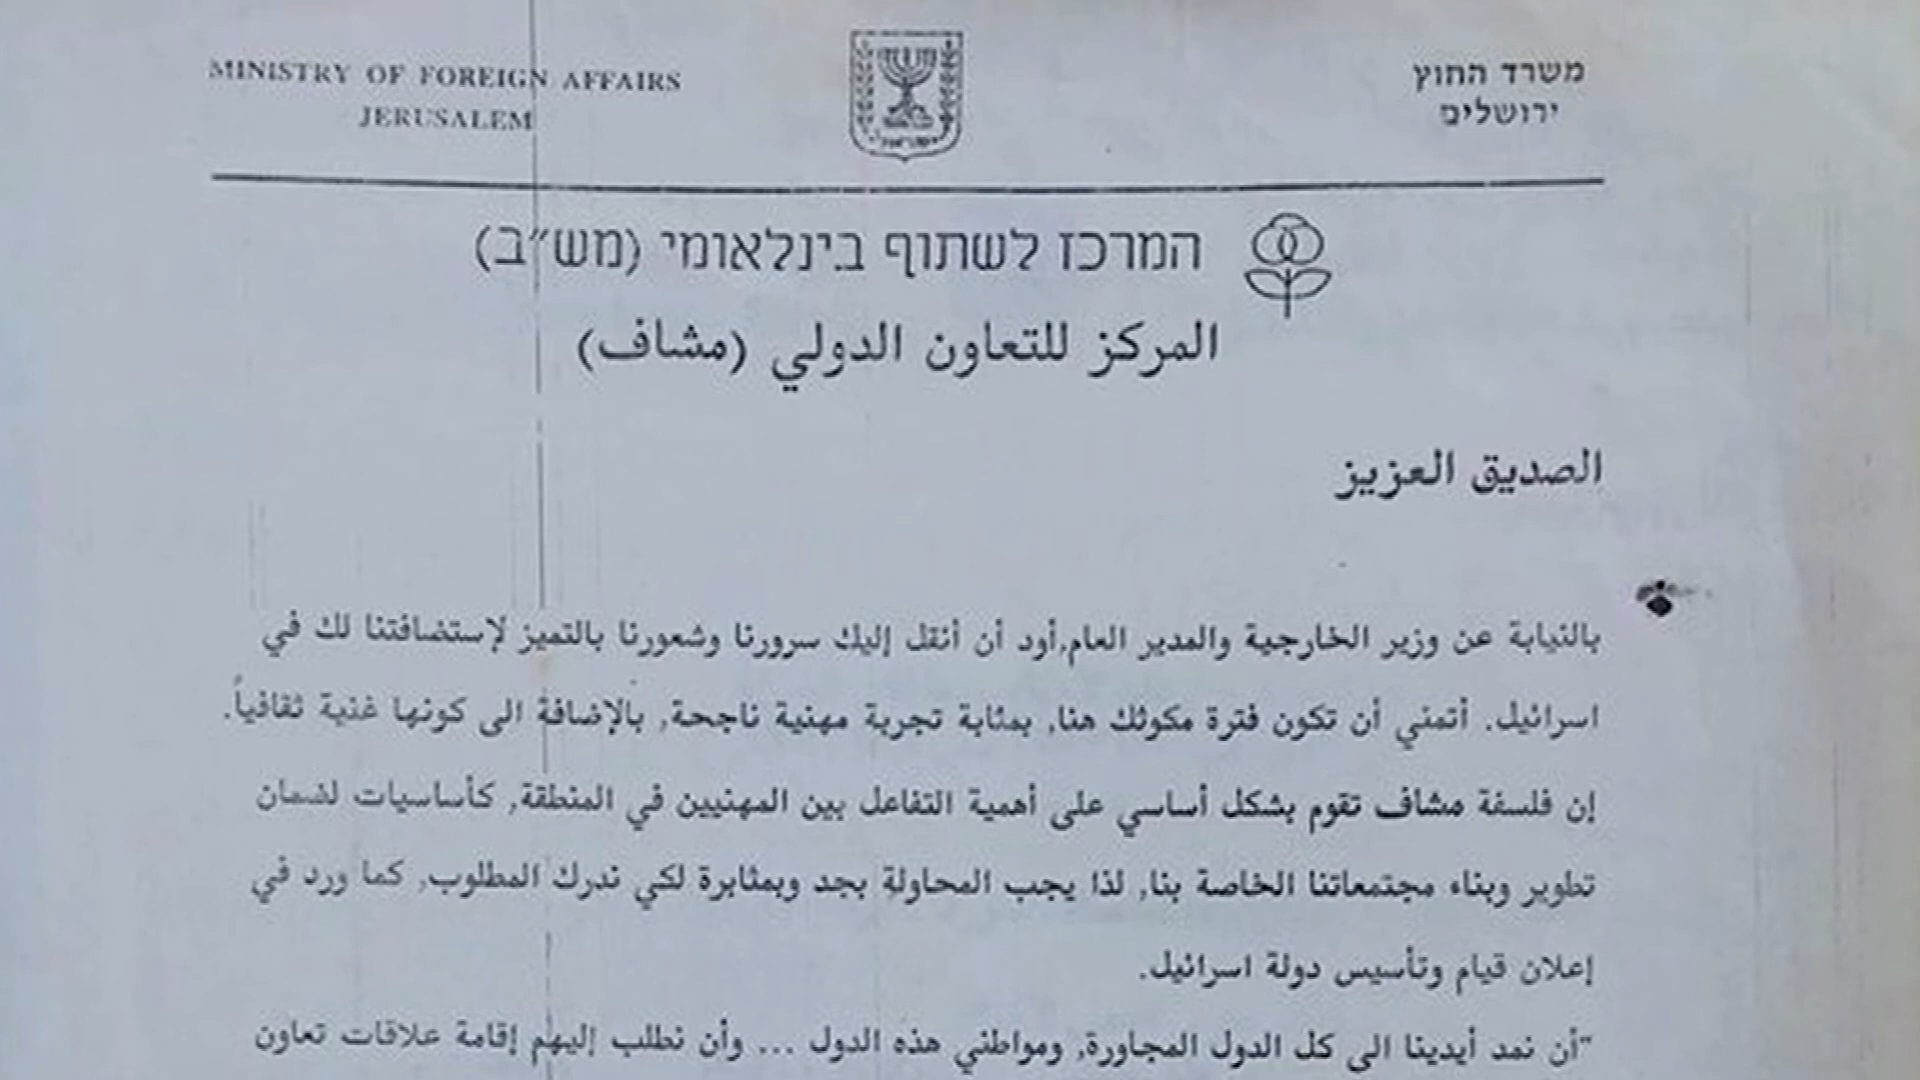 MINISTRY OF FOREIGN AFFAIRS
JERUSALEM
משרד החוץ
ירושלים
המרכז לשתוף בינלאומי (מש״ב)
المركز للتعاون الدولي (مشاف)
الصديق العزيز
بالنيابة عن وزير الخارجية والمدير العام, أود أن أنقل إليك سرورنا وشعورنا بالتميز لإستضافتنا لك في
اسرائيل. أتمني أن تكون فترة مكوثك هنا, بمثابة تجربة مهنية ناجحة, بالإضافة الى كونها غنية ثقافياً.
إن فلسفة مشاف تقوم بشكل أساسي على أهمية التفاعل بين المهنيين في المنطقة, كأساسيات لضمان
تطوير وبناء مجتمعاتنا الخاصة بنا, لذا يجب المحاولة بجد وبمثابرة لكي ندرك المطلوب, كما ورد في
إعلان قيام وتأسيس دولة اسرائيل.
"أن نمد أيدينا الى كل الدول المجاورة, ومواطني هذه الدول ... وأن نطلب إليهم إقامة علاقات تعاون